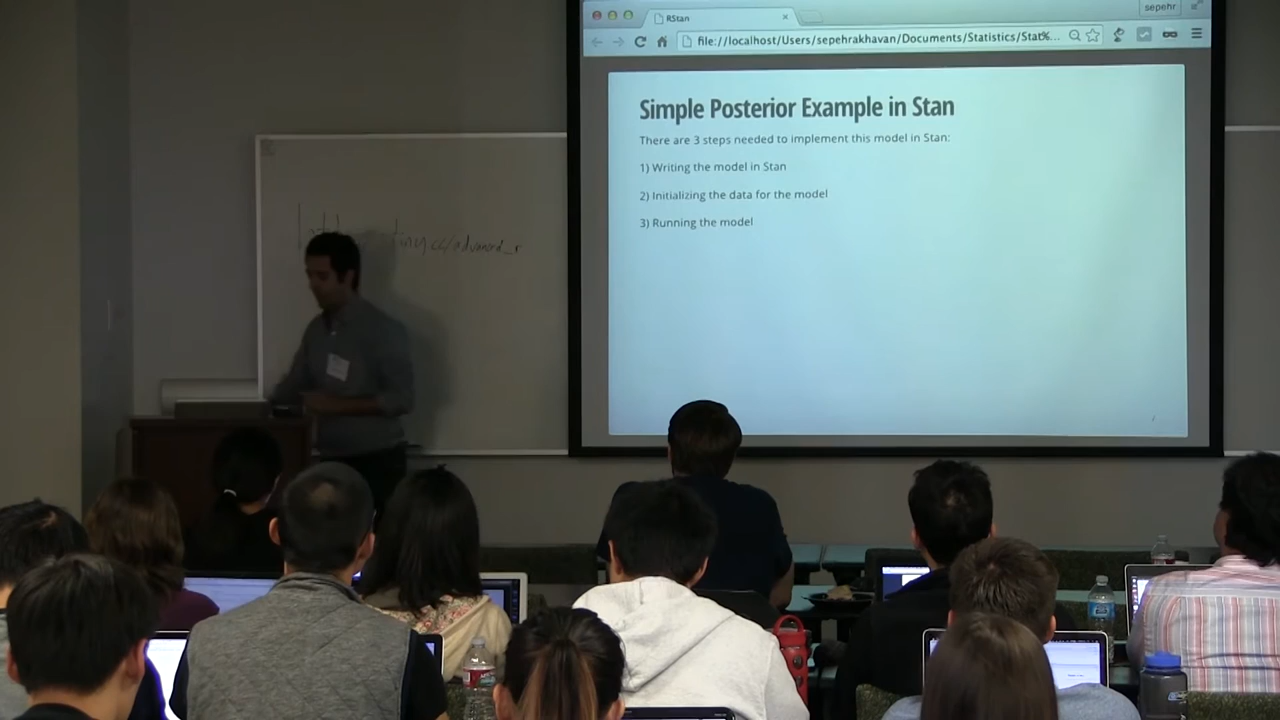 sepehr
RStan
file://localhost/Users/sepehrakhavan/Documents/Statistics/Stat%...
Simple Posterior Example in Stan
There are 3 steps needed to implement this model in Stan:
1) Writing the model in Stan
2) Initializing the data for the model
3) Running the model
tinycc/advanced_r